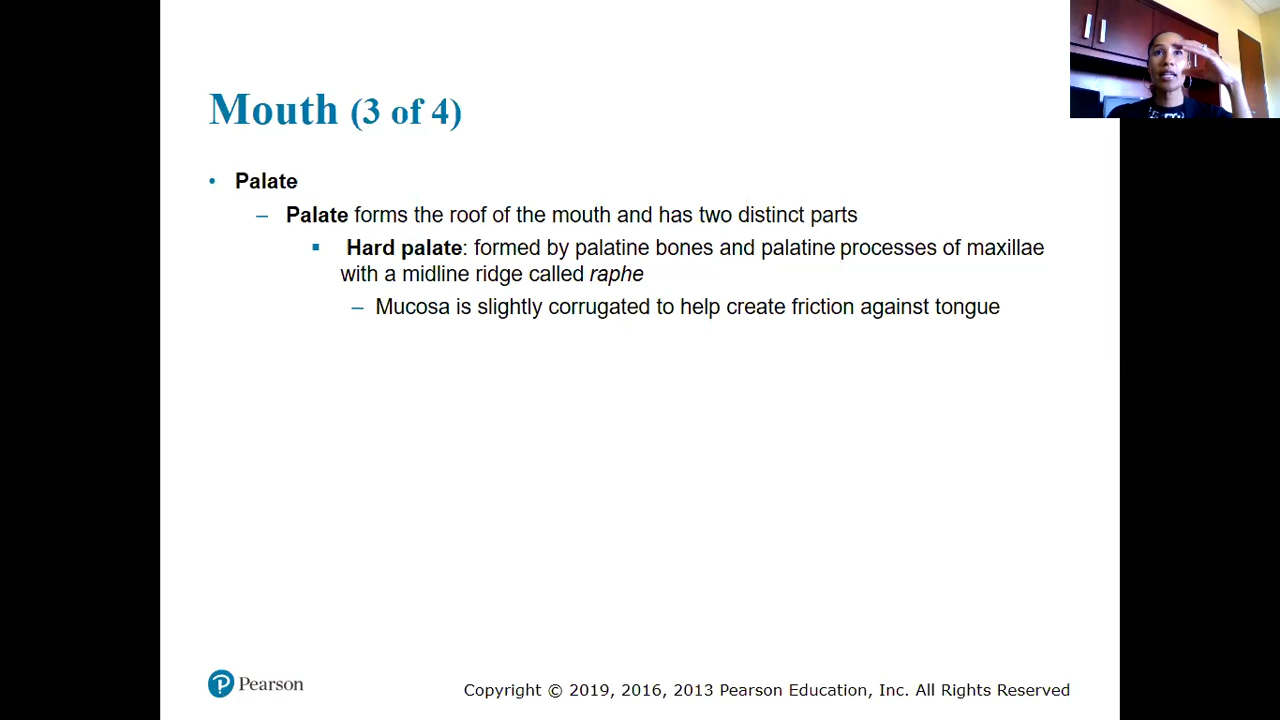 Mouth (3 of 4)
• Palate
– Palate forms the roof of the mouth and has two distinct parts
▪ Hard palate: formed by palatine bones and palatine processes of maxillae
with a midline ridge called raphe
– Mucosa is slightly corrugated to help create friction against tongue
Pearson
Copyright © 2019, 2016, 2013 Pearson Education, Inc. All Rights Reserved